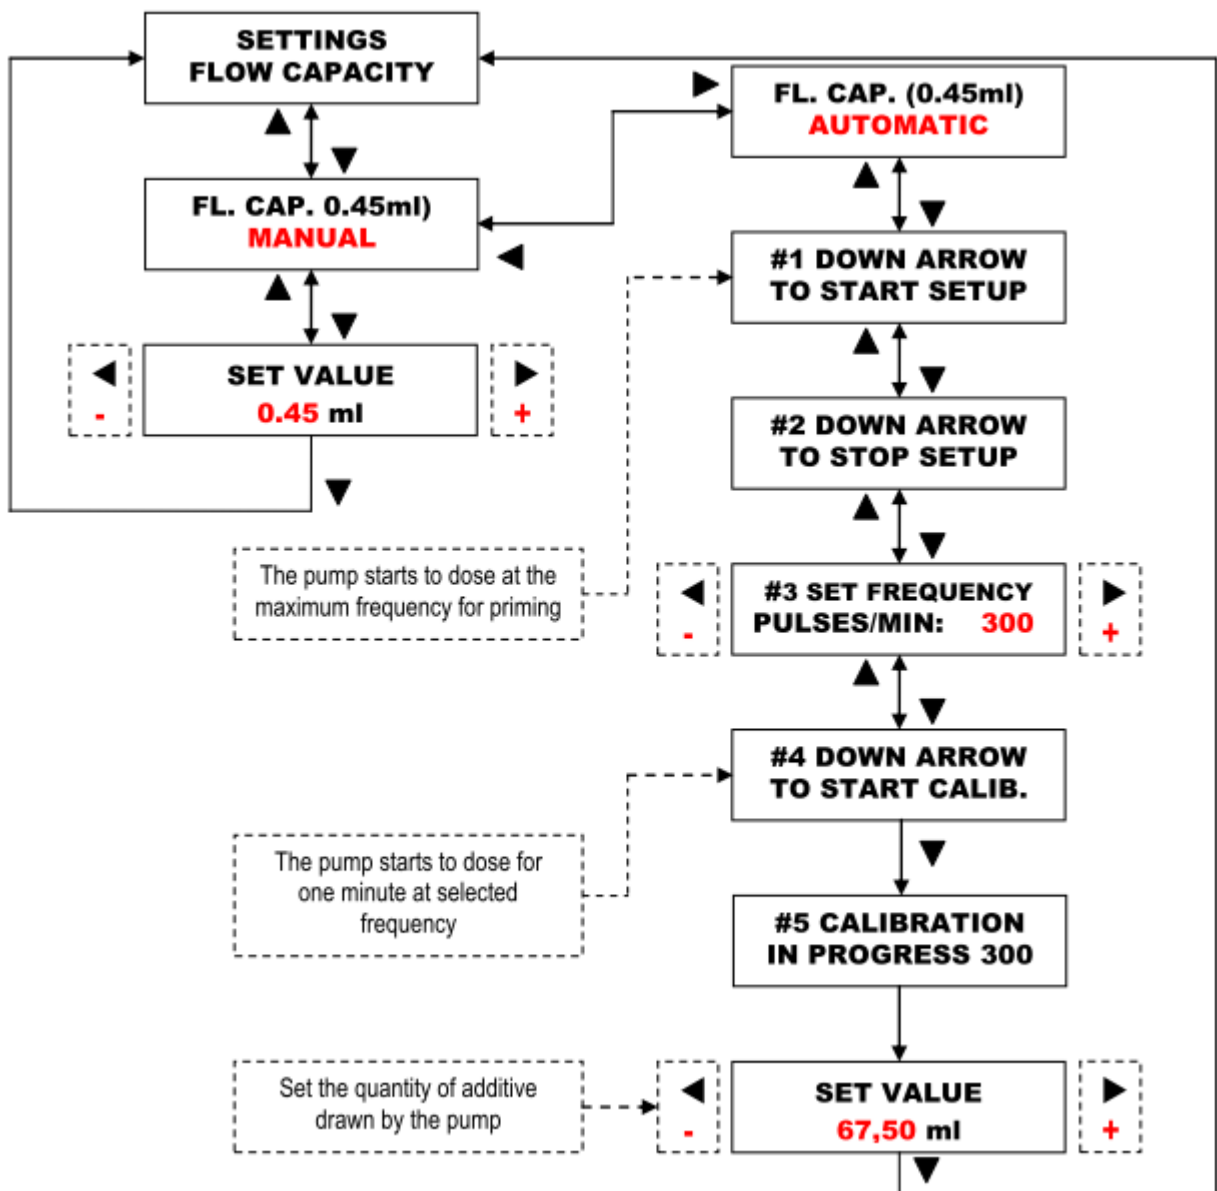 SETTINGS
FLOW CAPACITY
FL. CAP. 0.45ml)
MANUAL
SET VALUE
0.45 ml
-
+
FL. CAP. (0.45ml)
AUTOMATIC
#1 DOWN ARROW
TO START SETUP
#2 DOWN ARROW
TO STOP SETUP
The pump starts to dose at the
maximum frequency for priming
#3 SET FREQUENCY
PULSES/MIN: 300
-
+
#4 DOWN ARROW
TO START CALIB.
The pump starts to dose for
one minute at selected
frequency
#5 CALIBRATION
IN PROGRESS 300
Set the quantity of additive
drawn by the pump
SET VALUE
67,50 ml
-
+